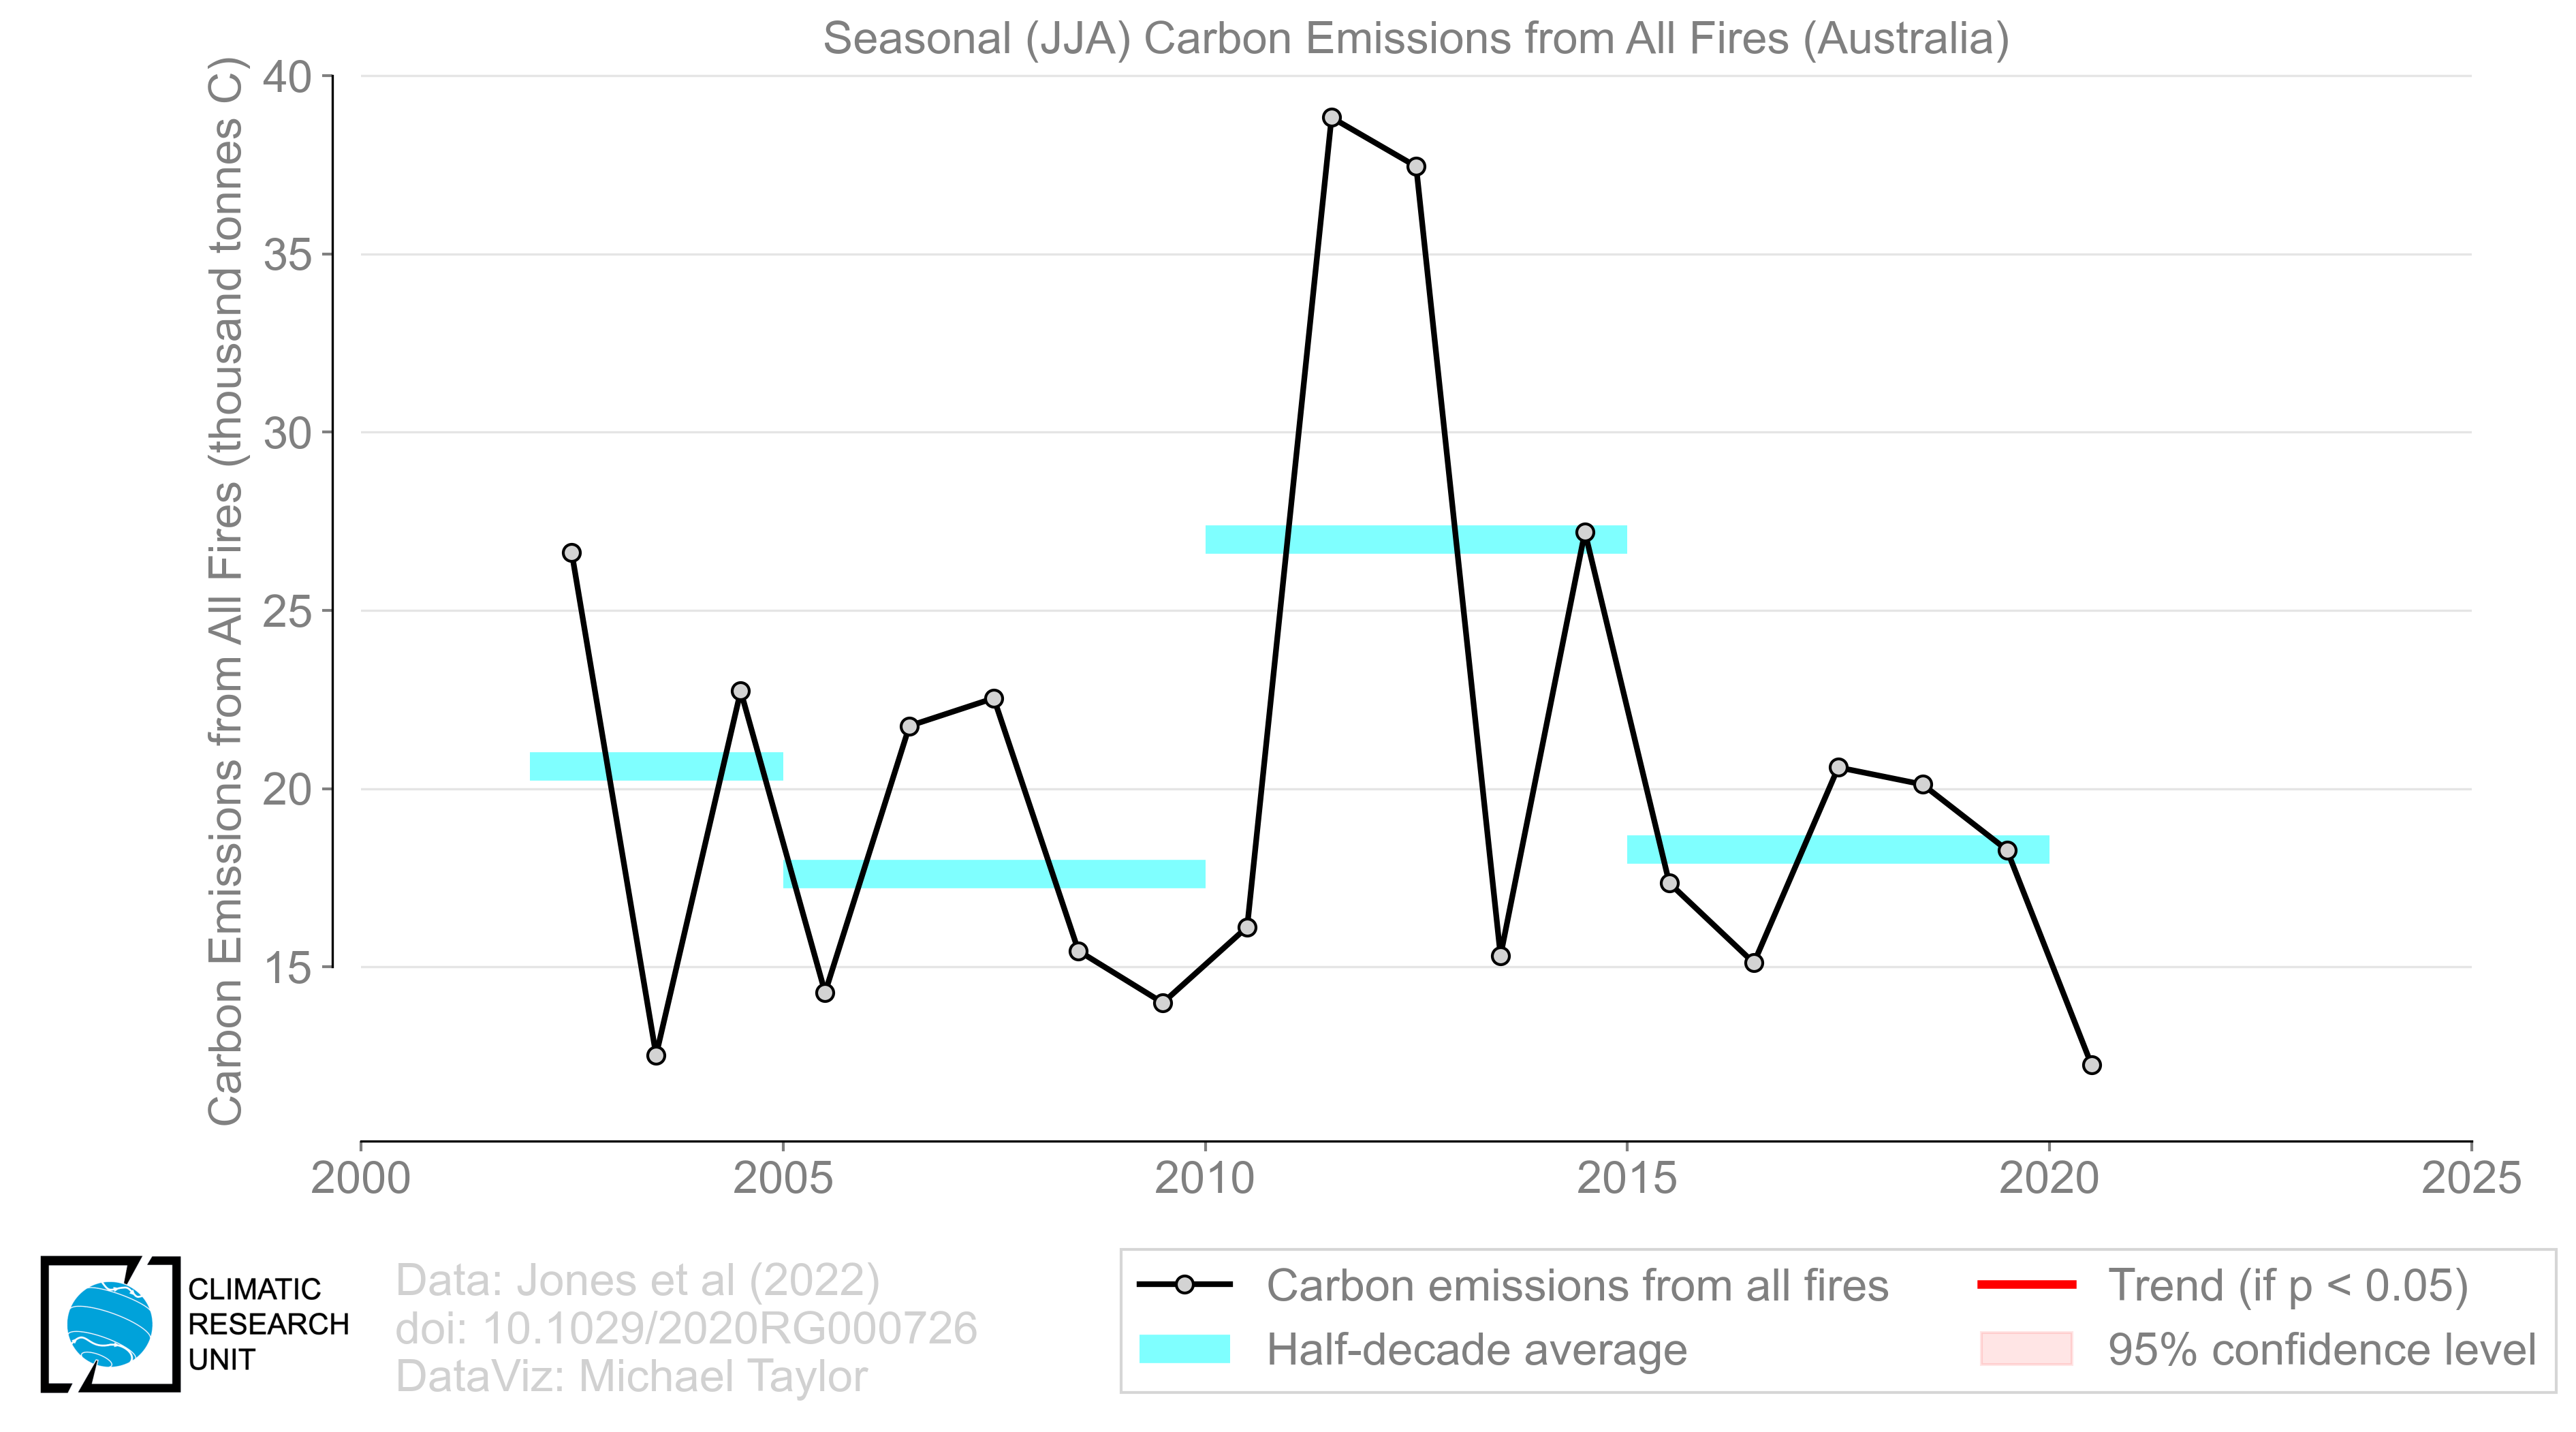 Seasonal (JJA) Carbon Emissions from All Fires (Australia)
Carbon Emissions from All Fires (thousand tonnes C)
40
35
30
25
20
15
2000
2005
2010
2015
2020
2025
CLIMATIC
RESEARCH
UNIT
Data: Jones et al (2022)
doi: 10.1029/2020RG000726
DataViz: Michael Taylor
Carbon emissions from all fires
Half-decade average
Trend (if p < 0.05)
95% confidence level